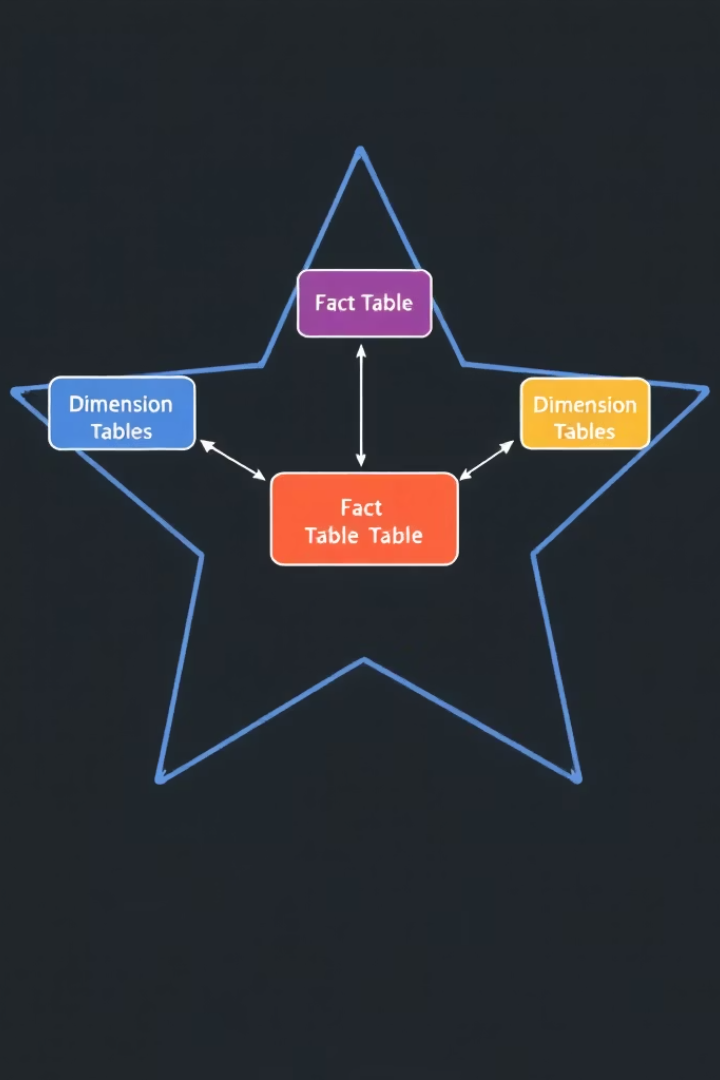 Fact Table
Dimension
Tables
Dimension
Tables
Fact
Table Table